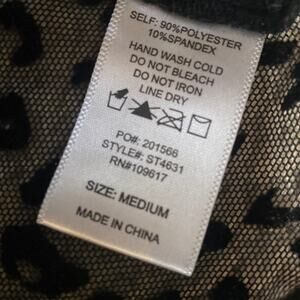 SELF: 90%POLYESTER
10%SPANDEX
HAND WASH COLD
DO NOT BLEACH
DO NOT IRON
LINE DRY
PO#: 201566
STYLE#: ST4631
RN#109617
SIZE: MEDIUM
MADE IN CHINA